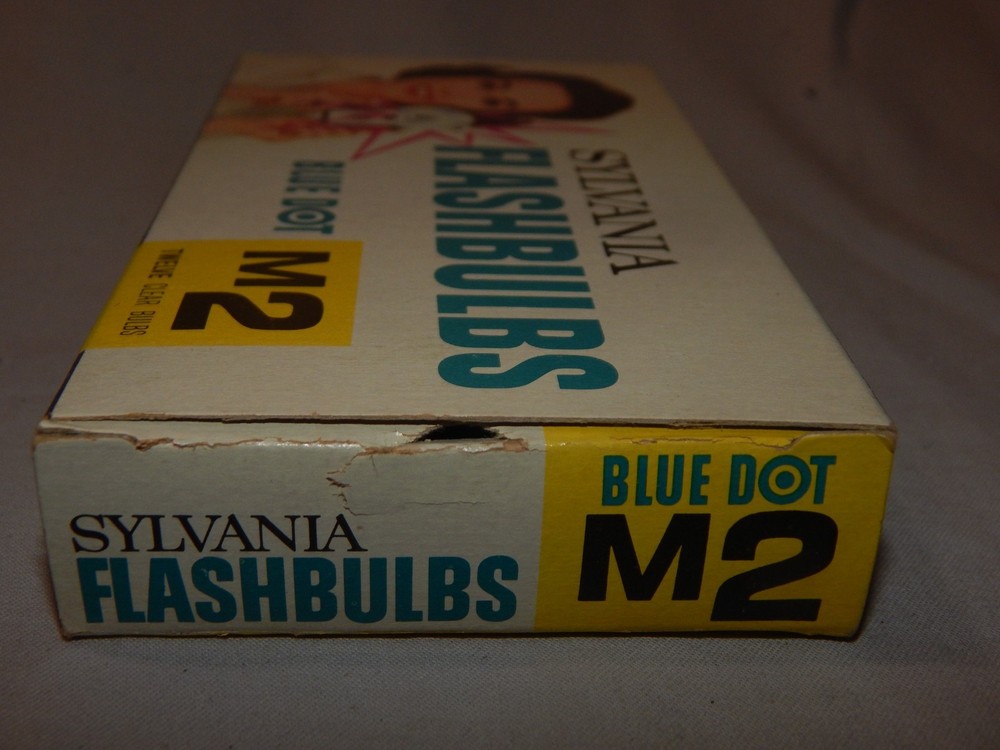 SYLVANIA
FLASHBULBS
BLUE DOT
M2
TWELVE CLEAR BULBS
SYLVANIA
FLASHBULBS
BLUE DOT
M2